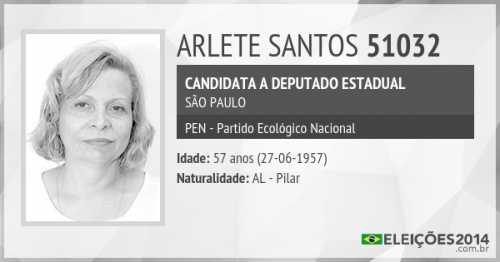 ARLETE SANTOS 51032
CANDIDATA A DEPUTADO ESTADUAL
SÃO PAULO
PEN - Partido Ecológico Nacional
Idade: 57 anos (27-06-1957)
Naturalidade: AL - Pilar
ELEIÇÕES2014
.com.br